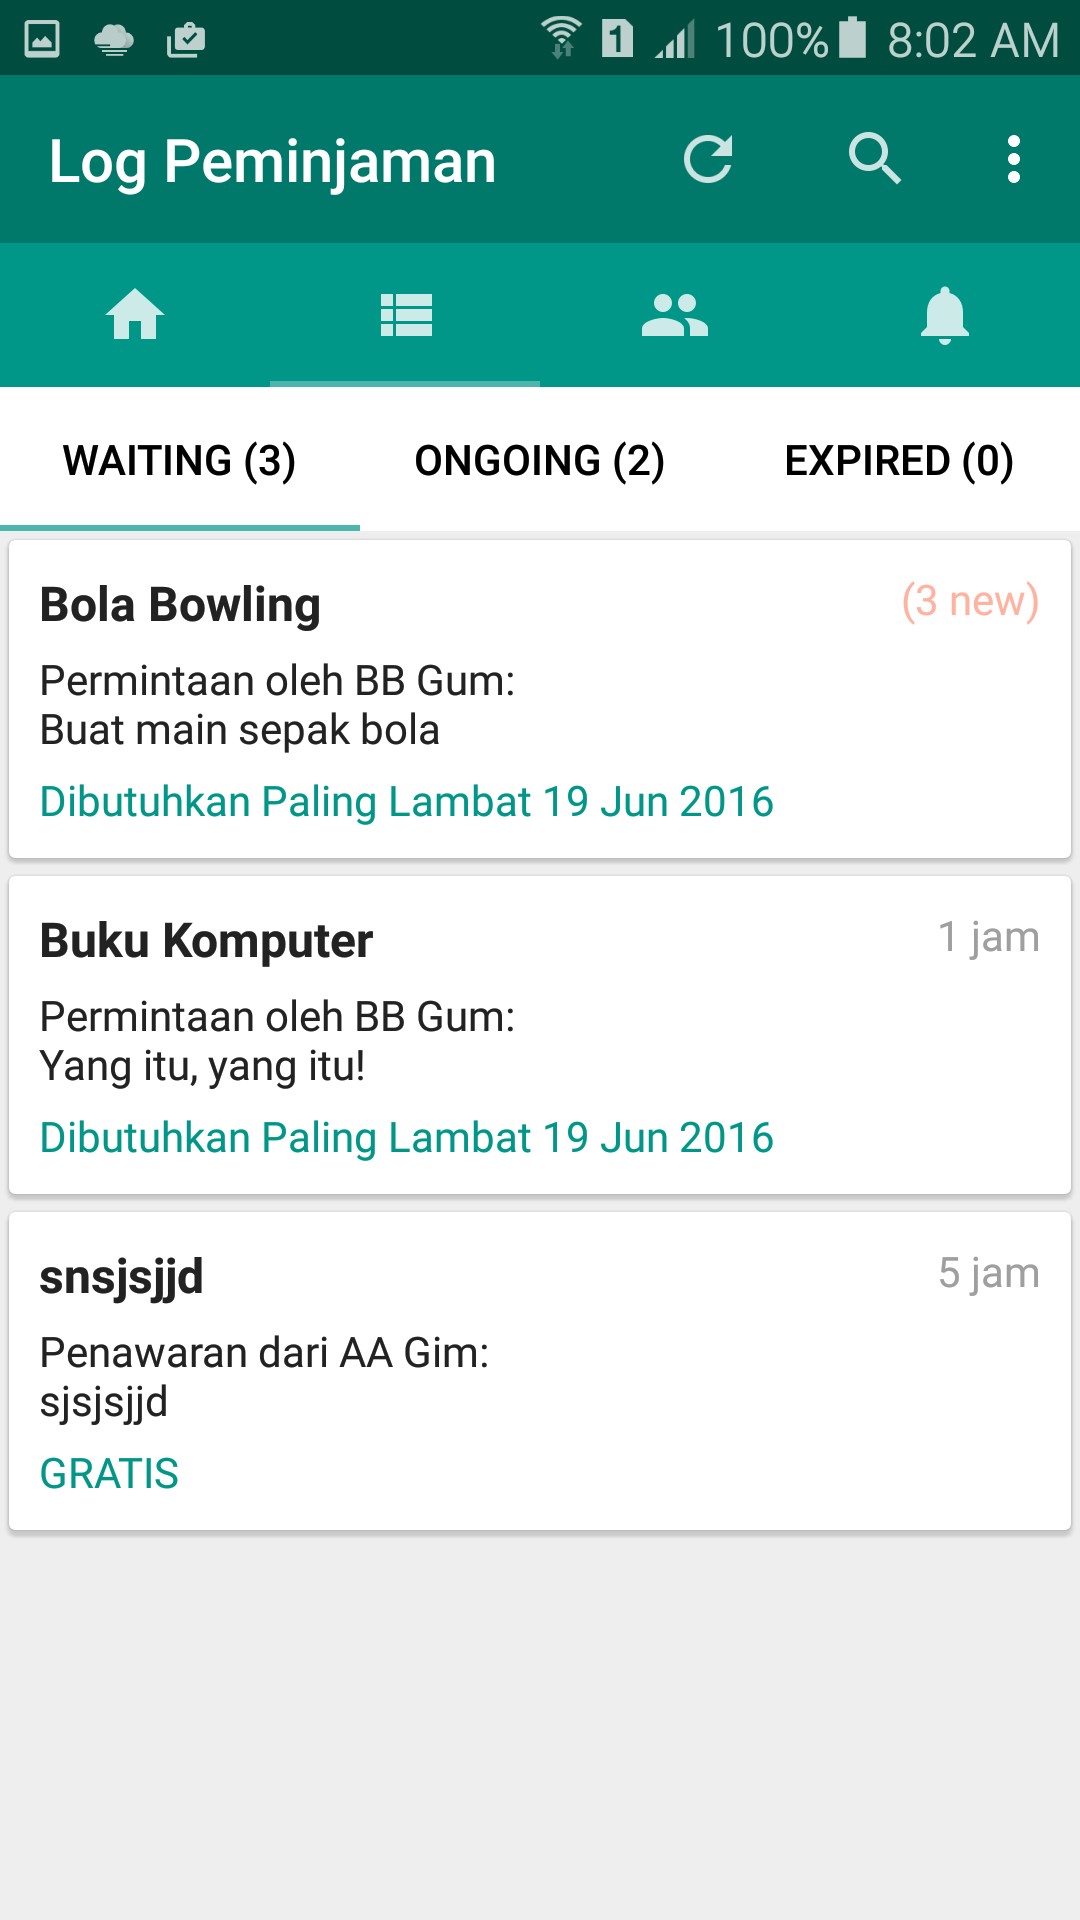 1 100% 8:02 AM
Log Peminjaman
WAITING (3) ONGOING (2) EXPIRED (0)
Bola Bowling (3 new)
Permintaan oleh BB Gum:
Buat main sepak bola
Dibutuhkan Paling Lambat 19 Jun 2016
Buku Komputer 1 jam
Permintaan oleh BB Gum:
Yang itu, yang itu!
Dibutuhkan Paling Lambat 19 Jun 2016
snsjsjjd 5 jam
Penawaran dari AA Gim:
sjsjsjjd
GRATIS